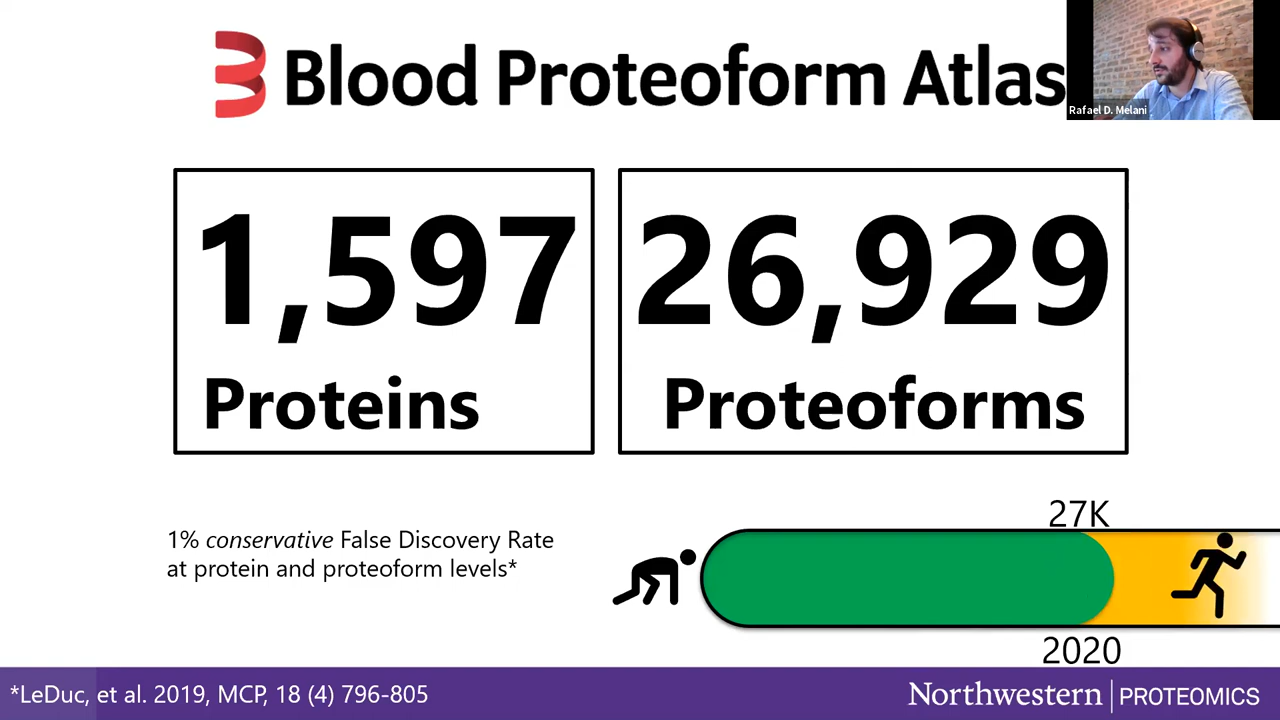 Blood Proteoform Atlas
Rafael D. Melani
1,597
Proteins
26,929
Proteoforms
1% conservative False Discovery Rate
at protein and proteoform levels*
27K
2020
*LeDuc, et al. 2019, MCP, 18 (4) 796-805
Northwestern | PROTEOMICS